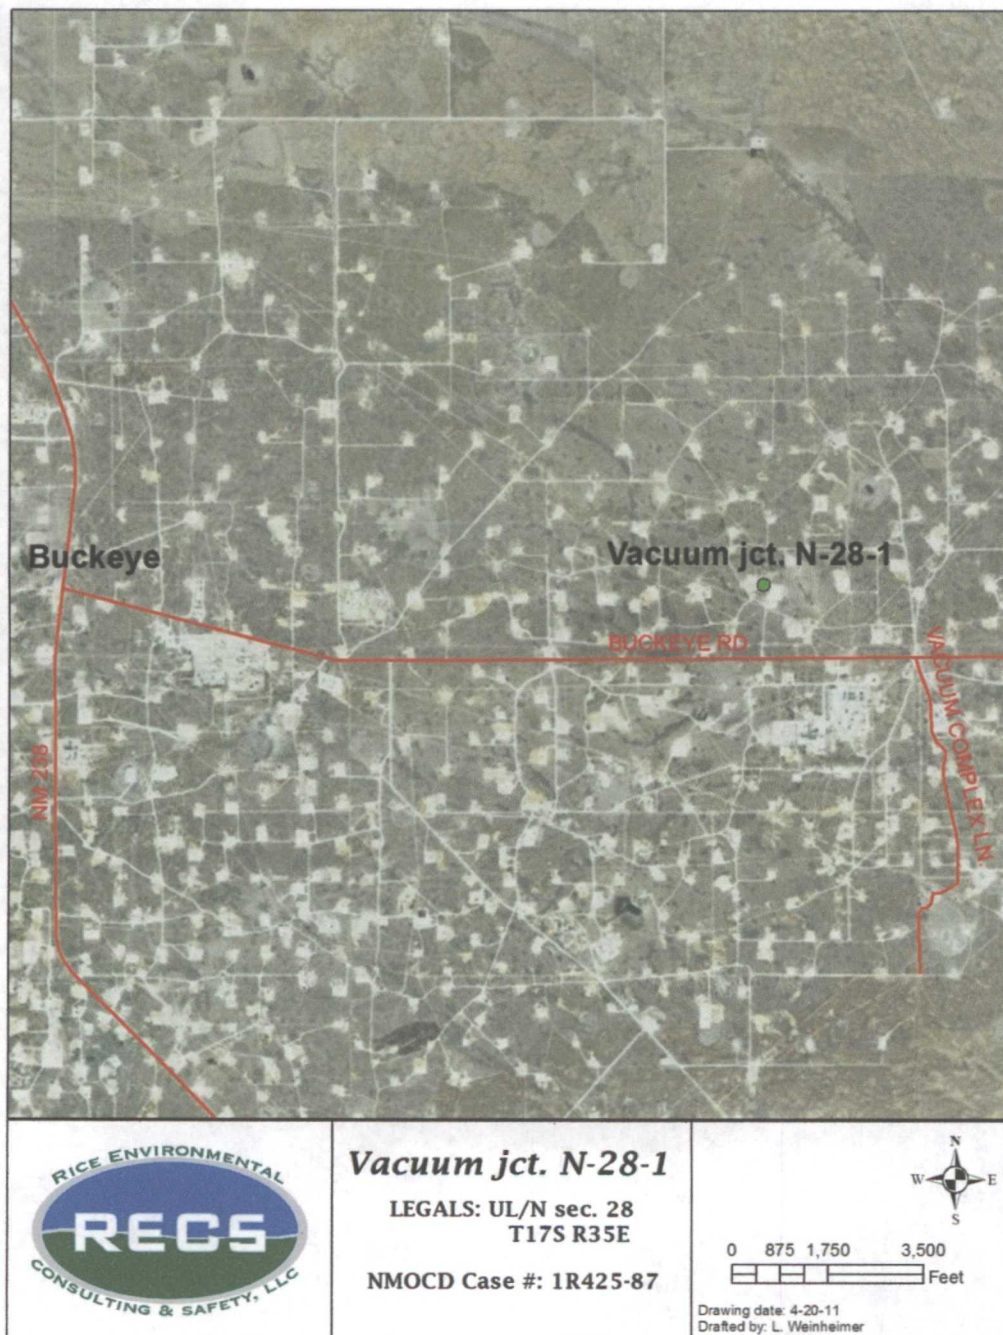 Buckeye
Vacuum jct. N-28-1
BUCKEYE RD
VACUUM COMPLEX LN.
NM 238
RICE ENVIRONMENTAL
RECS
CONSULTING & SAFETY, LLC
Vacuum jct. N-28-1
LEGALS: UL/N sec. 28
T17S R35E
NMOCD Case #: 1R425-87
N
W
E
S
0 875 1,750 3,500
Feet
Drawing date: 4-20-11
Drafted by: L. Weinheimer